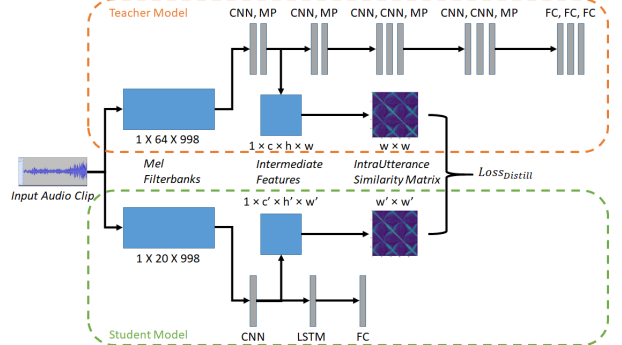 Teacher Model
CNN, MP
CNN, MP
CNN, CNN, MP
CNN, CNN, MP
FC, FC, FC
1 X 64 X 998
1 × c × h × w
w × w
Input Audio Clip
Mel
Filterbanks
Intermediate
Features
IntraUtterance
Similarity Matrix
Loss_Distill
1 × c' × h' × w'
w' × w'
1 X 20 X 998
CNN
LSTM
FC
Student Model